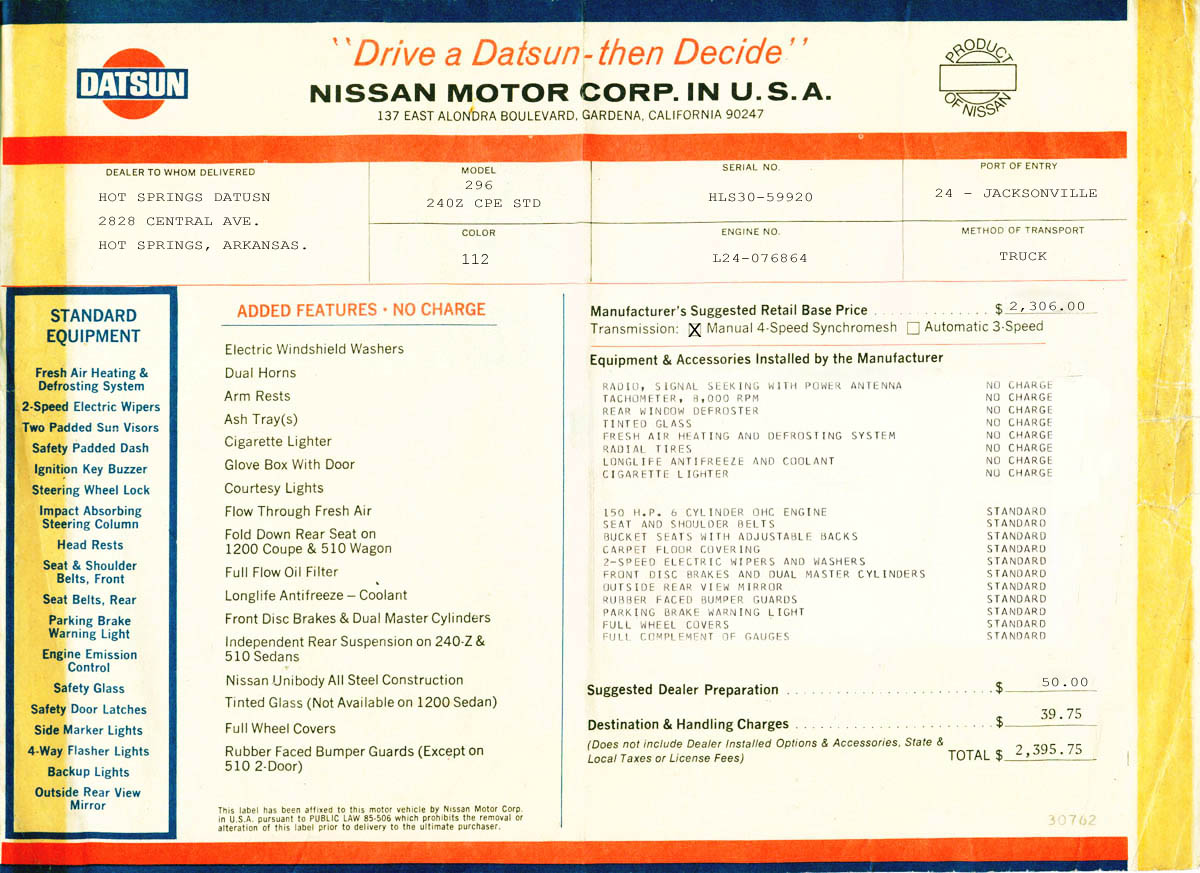 "Drive a Datsun-then Decide"
DATSUN
NISSAN MOTOR CORP. IN U.S.A.
137 EAST ALONDRA BOULEVARD, GARDENA, CALIFORNIA 90247
PRODUCT
OF NISSAN
DEALER TO WHOM DELIVERED
HOT SPRINGS DATUSN
2828 CENTRAL AVE.
HOT SPRINGS, ARKANSAS.
MODEL
296
240Z CPE STD
COLOR
112
SERIAL NO.
HLS30-59920
ENGINE NO.
L24-076864
PORT OF ENTRY
24 - JACKSONVILLE
METHOD OF TRANSPORT
TRUCK
STANDARD
EQUIPMENT
Fresh Air Heating &
Defrosting System
2-Speed Electric Wipers
Two Padded Sun Visors
Safety Padded Dash
Ignition Key Buzzer
Steering Wheel Lock
Impact Absorbing
Steering Column
Head Rests
Seat & Shoulder
Belts, Front
Seat Belts, Rear
Parking Brake
Warning Light
Engine Emission
Control
Safety Glass
Safety Door Latches
Side Marker Lights
4-Way Flasher Lights
Backup Lights
Outside Rear View
Mirror
ADDED FEATURES • NO CHARGE
Electric Windshield Washers
Dual Horns
Arm Rests
Ash Tray(s)
Cigarette Lighter
Glove Box With Door
Courtesy Lights
Flow Through Fresh Air
Fold Down Rear Seat on
1200 Coupe & 510 Wagon
Full Flow Oil Filter
Longlife Antifreeze – Coolant
Front Disc Brakes & Dual Master Cylinders
Independent Rear Suspension on 240-Z &
510 Sedans
Nissan Unibody All Steel Construction
Tinted Glass (Not Available on 1200 Sedan)
Full Wheel Covers
Rubber Faced Bumper Guards (Except on
510 2-Door)
This label has been affixed to this motor vehicle by Nissan Motor Corp.
in U.S.A. pursuant to PUBLIC LAW 85-506 which prohibits the removal or
alteration of this label prior to delivery to the ultimate purchaser.
Manufacturer's Suggested Retail Base Price . . . . . . . . . . . . $ 2,306.00
Transmission: X Manual 4-Speed Synchromesh Automatic 3-Speed
Equipment & Accessories Installed by the Manufacturer
RADIO, SIGNAL SEEKING WITH POWER ANTENNA NO CHARGE
TACHOMETER, 8,000 RPM NO CHARGE
REAR WINDOW DEFROSTER NO CHARGE
TINTED GLASS NO CHARGE
FRESH AIR HEATING AND DEFROSTING SYSTEM NO CHARGE
RADIAL TIRES NO CHARGE
LONGLIFE ANTIFREEZE AND COOLANT NO CHARGE
CIGARETTE LIGHTER NO CHARGE
150 H.P. 6 CYLINDER OHC ENGINE STANDARD
SEAT AND SHOULDER BELTS STANDARD
BUCKET SEATS WITH ADJUSTABLE BACKS STANDARD
CARPET FLOOR COVERING STANDARD
2-SPEED ELECTRIC WIPERS AND WASHERS STANDARD
FRONT DISC BRAKES AND DUAL MASTER CYLINDERS STANDARD
OUTSIDE REAR VIEW MIRROR STANDARD
RUBBER FACED BUMPER GUARDS STANDARD
PARKING BRAKE WARNING LIGHT STANDARD
FULL WHEEL COVERS STANDARD
FULL COMPLEMENT OF GAUGES STANDARD
Suggested Dealer Preparation . . . . . . . . . . . . $ 50.00
Destination & Handling Charges . . . . . . . . . . . . $ 39.75
(Does not include Dealer Installed Options & Accessories, State &
Local Taxes or License Fees)
TOTAL $ 2,395.75
30762